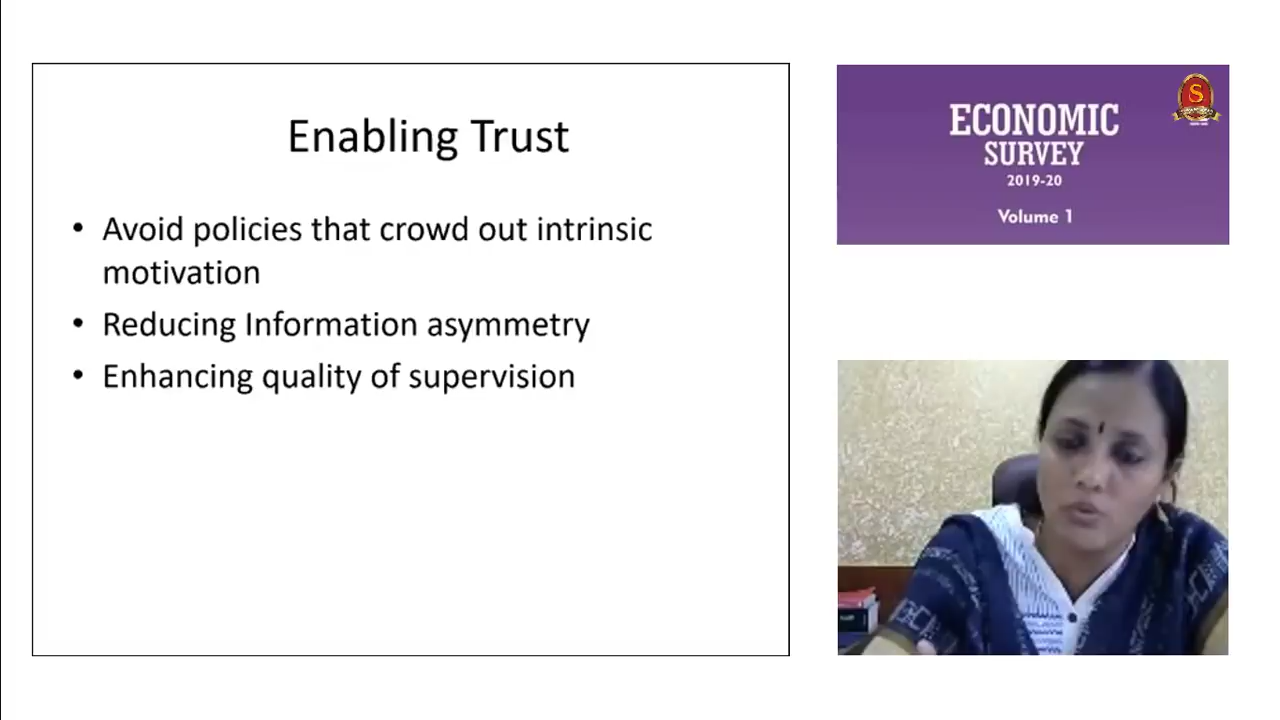 Enabling Trust
• Avoid policies that crowd out intrinsic
motivation
• Reducing Information asymmetry
• Enhancing quality of supervision
ECONOMIC
SURVEY
2019-20
Volume 1
S